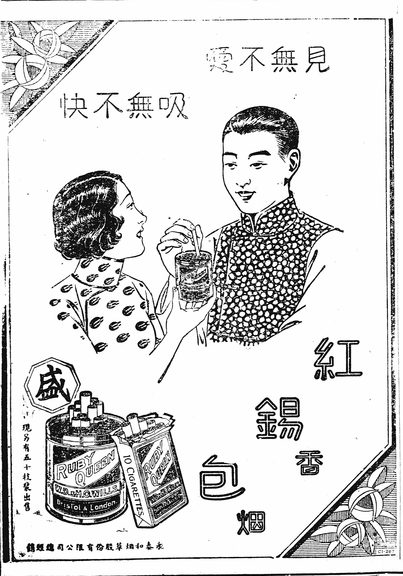 見無不愛
吸無不快
紅錫包
香烟
盛
現另有五十枝裝出售
RUBY QUEEN
W.D.&H.O.WILLS
Bristol & London
RUBY QUEEN
10 CIGARETTES
永泰和烟草股份有限公司總經